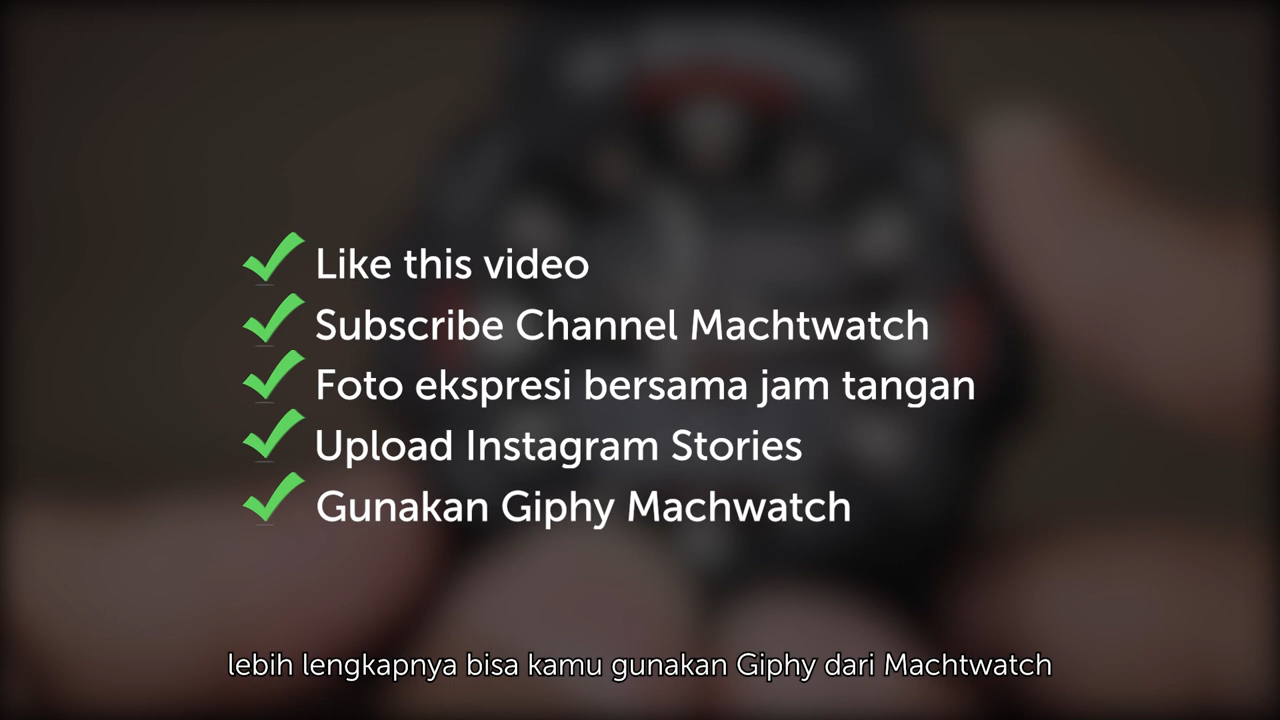 Like this video
Subscribe Channel Machtwatch
Foto ekspresi bersama jam tangan
Upload Instagram Stories
Gunakan Giphy Machwatch
lebih lengkapnya bisa kamu gunakan Giphy dari Machtwatch